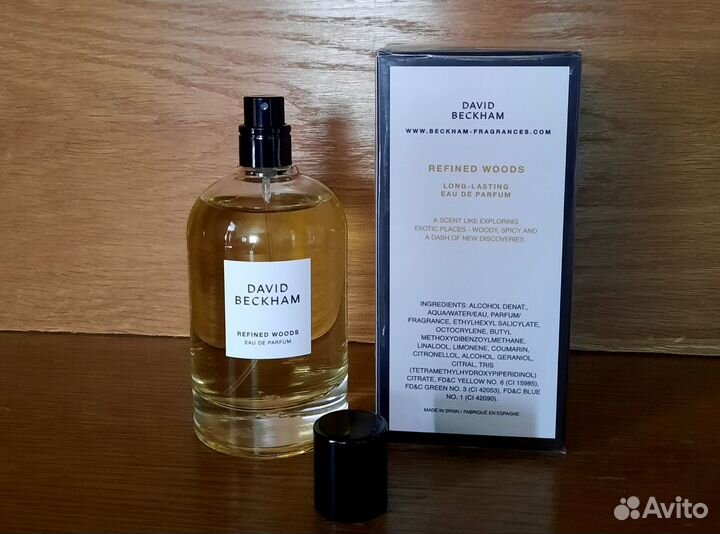 DAVID
BECKHAM
REFINED WOODS
EAU DE PARFUM
DAVID
BECKHAM
WWW.BECKHAM-FRAGRANCES.COM
REFINED WOODS
LONG-LASTING
EAU DE PARFUM
A SCENT LIKE EXPLORING
EXOTIC PLACES - WOODY, SPICY AND
A DASH OF NEW DISCOVERIES.
INGREDIENTS: ALCOHOL DENAT.,
AQUA/WATER/EAU, PARFUM/
FRAGRANCE, ETHYLHEXYL SALICYLATE,
OCTOCRYLENE, BUTYL
METHOXYDIBENZOYLMETHANE,
LINALOOL, LIMONENE, COUMARIN,
CITRONELLOL, ALCOHOL, GERANIOL,
CITRAL, TRIS
(TETRAMETHYLHYDROXYPIPERIDINOL)
CITRATE, FD&C YELLOW NO. 6 (CI 15985),
FD&C GREEN NO. 3 (CI 42053), FD&C BLUE
NO. 1 (CI 42090).
MADE IN SPAIN / FABRIQUÉ EN ESPAGNE
Avito